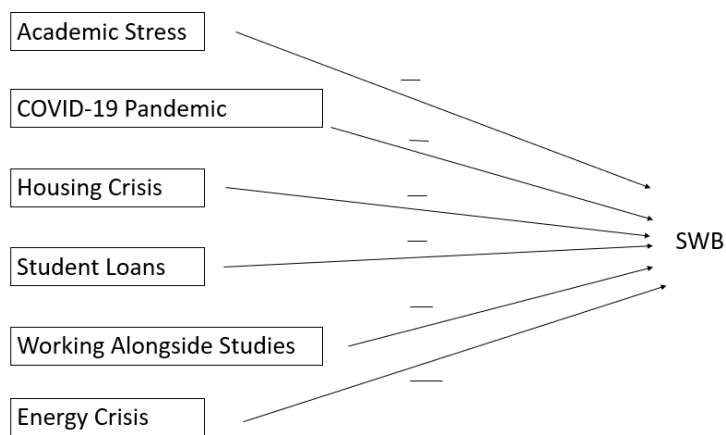 Academic Stress
COVID-19 Pandemic
Housing Crisis
Student Loans
Working Alongside Studies
Energy Crisis
SWB